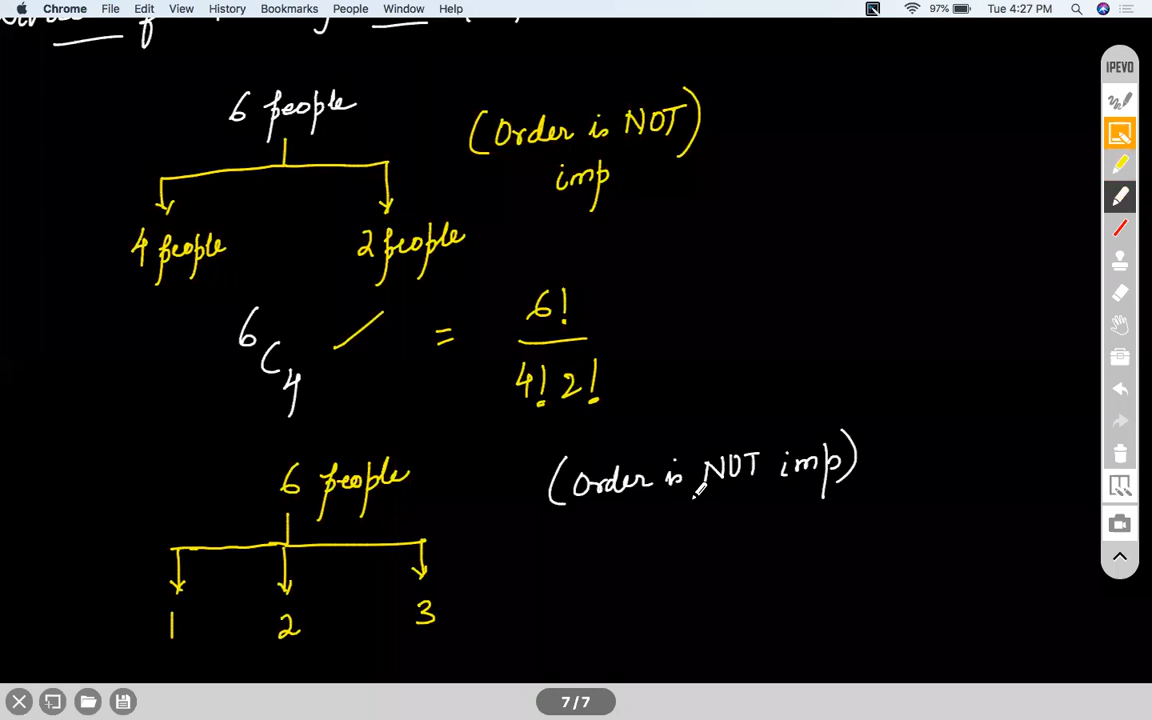 Chrome File Edit View History Bookmarks People Window Help 97% Tue 4:27 PM
6 people
(Order is NOT)
imp
4 people 2 people
6C4 = 6!
4! 2!
6 people
(Order is NOT imp)
1 2 3
7 / 7
IPEVO